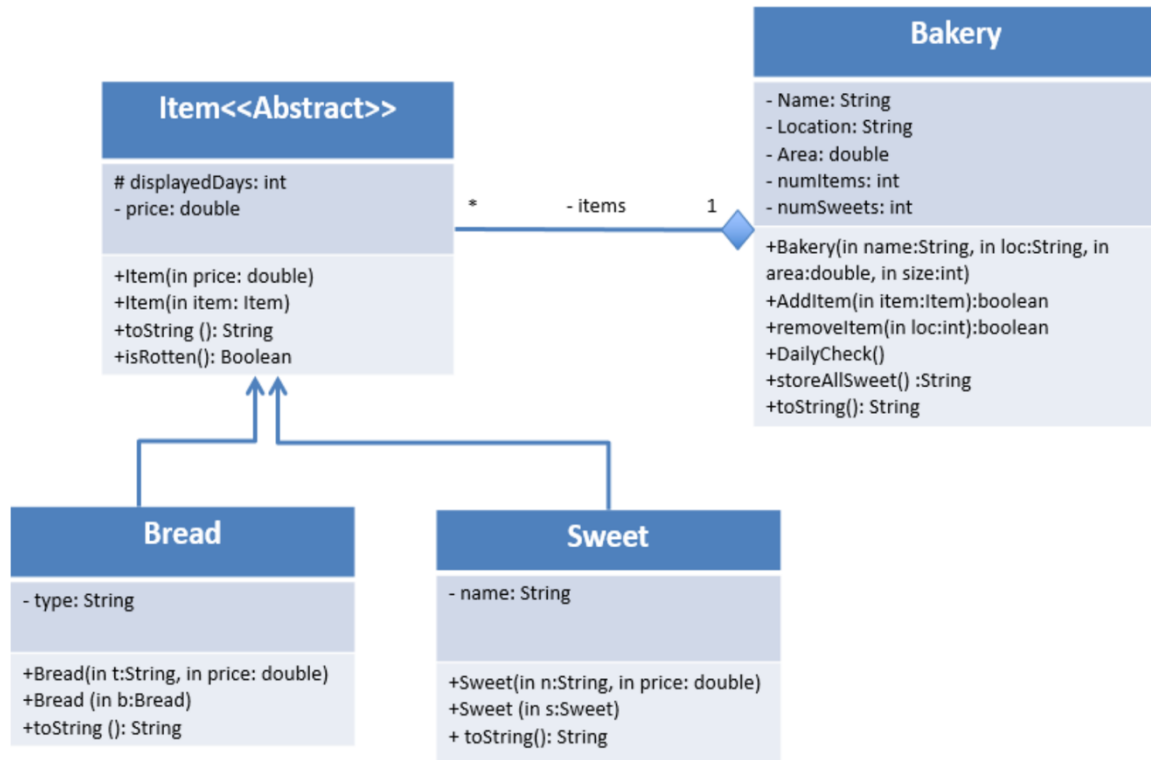 Bakery
- Name: String
- Location: String
- Area: double
- numItems: int
- numSweets: int
+Bakery(in name:String, in loc:String, in
area:double, in size:int)
+AddItem(in item:Item):boolean
+removeItem(in loc:int):boolean
+DailyCheck()
+storeAllSweet() :String
+toString(): String
Item<<Abstract>>
# displayedDays: int
- price: double
+Item(in price: double)
+Item(in item: Item)
+toString (): String
+isRotten(): Boolean
* - items 1
Bread
- type: String
+Bread(in t:String, in price: double)
+Bread (in b:Bread)
+toString (): String
Sweet
- name: String
+Sweet(in n:String, in price: double)
+Sweet (in s:Sweet)
+ toString(): String